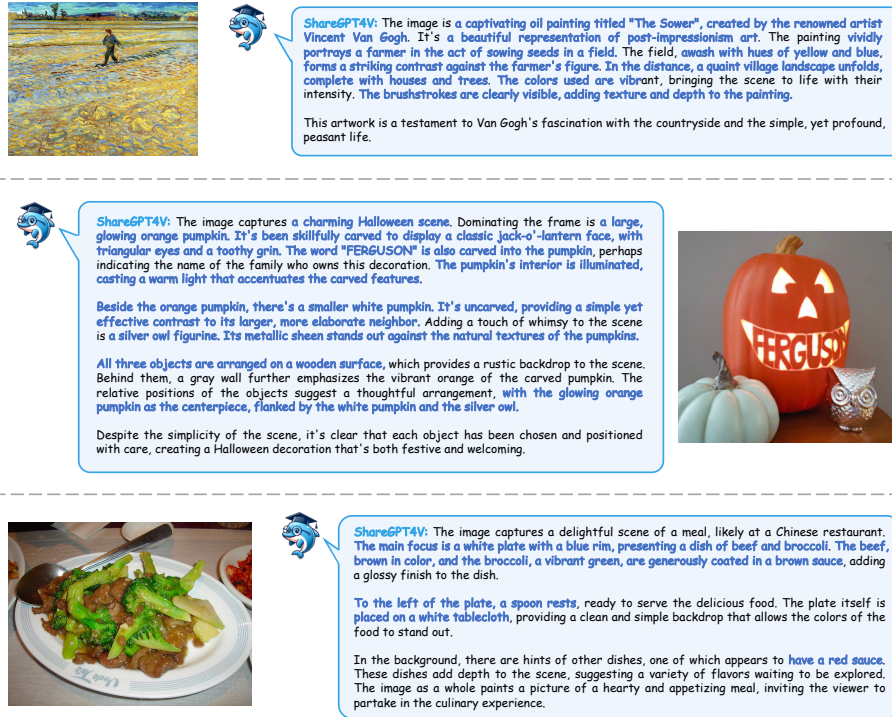 ShareGPT4V: The image is a captivating oil painting titled "The Sower", created by the renowned artist
Vincent Van Gogh. It's a beautiful representation of post-impressionism art. The painting vividly
portrays a farmer in the act of sowing seeds in a field. The field, awash with hues of yellow and blue,
forms a striking contrast against the farmer's figure. In the distance, a quaint village landscape unfolds,
complete with houses and trees. The colors used are vibrant, bringing the scene to life with their
intensity. The brushstrokes are clearly visible, adding texture and depth to the painting.
This artwork is a testament to Van Gogh's fascination with the countryside and the simple, yet profound,
peasant life.
ShareGPT4V: The image captures a charming Halloween scene. Dominating the frame is a large,
glowing orange pumpkin. It's been skillfully carved to display a classic jack-o'-lantern face, with
triangular eyes and a toothy grin. The word "FERGUSON" is also carved into the pumpkin, perhaps
indicating the name of the family who owns this decoration. The pumpkin's interior is illuminated,
casting a warm light that accentuates the carved features.
Beside the orange pumpkin, there's a smaller white pumpkin. It's uncarved, providing a simple yet
effective contrast to its larger, more elaborate neighbor. Adding a touch of whimsy to the scene
is a silver owl figurine. Its metallic sheen stands out against the natural textures of the pumpkins.
All three objects are arranged on a wooden surface, which provides a rustic backdrop to the scene.
Behind them, a gray wall further emphasizes the vibrant orange of the carved pumpkin. The
relative positions of the objects suggest a thoughtful arrangement, with the glowing orange
pumpkin as the centerpiece, flanked by the white pumpkin and the silver owl.
Despite the simplicity of the scene, it's clear that each object has been chosen and positioned
with care, creating a Halloween decoration that's both festive and welcoming.
FERGUSON
ShareGPT4V: The image captures a delightful scene of a meal, likely at a Chinese restaurant.
The main focus is a white plate with a blue rim, presenting a dish of beef and broccoli. The beef,
brown in color, and the broccoli, a vibrant green, are generously coated in a brown sauce, adding
a glossy finish to the dish.
To the left of the plate, a spoon rests, ready to serve the delicious food. The plate itself is
placed on a white tablecloth, providing a clean and simple backdrop that allows the colors of the
food to stand out.
In the background, there are hints of other dishes, one of which appears to have a red sauce.
These dishes add depth to the scene, suggesting a variety of flavors waiting to be explored.
The image as a whole paints a picture of a hearty and appetizing meal, inviting the viewer to
partake in the culinary experience.